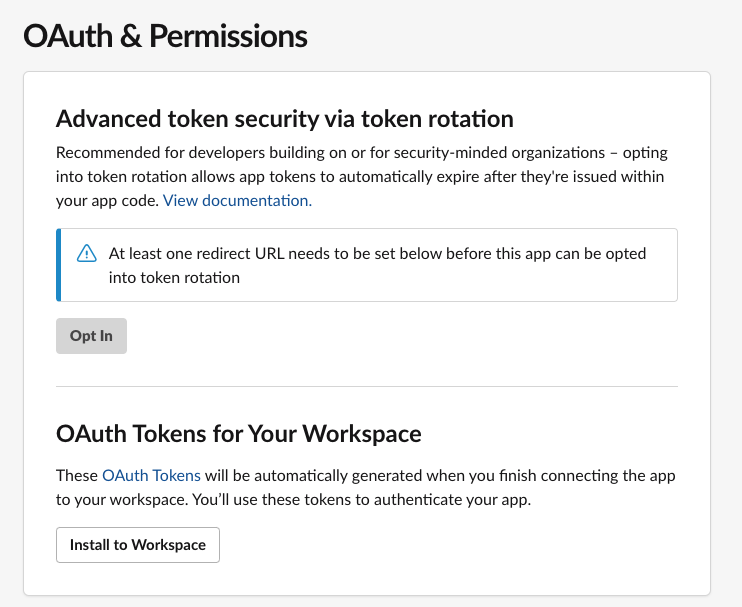 OAuth & Permissions
Advanced token security via token rotation
Recommended for developers building on or for security-minded organizations – opting
into token rotation allows app tokens to automatically expire after they're issued within
your app code. View documentation.
At least one redirect URL needs to be set below before this app can be opted
into token rotation
Opt In
OAuth Tokens for Your Workspace
These OAuth Tokens will be automatically generated when you finish connecting the app
to your workspace. You’ll use these tokens to authenticate your app.
Install to Workspace